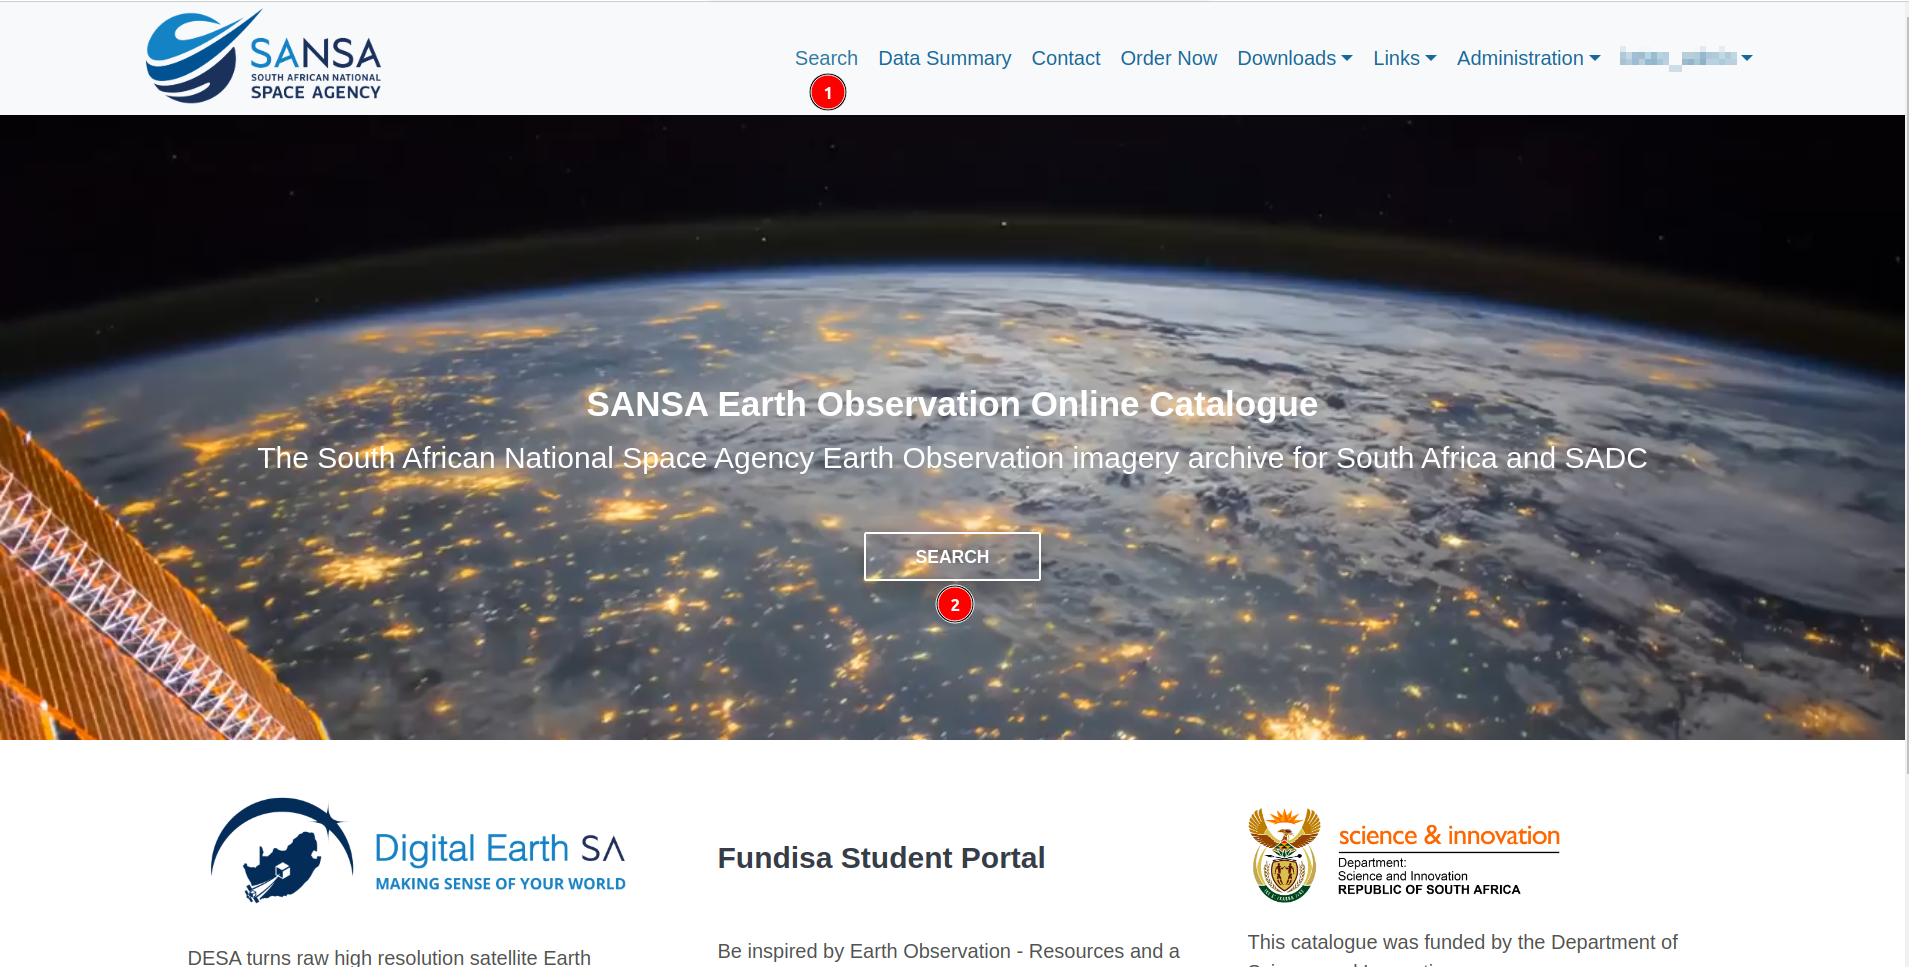 SANSA
SOUTH AFRICAN NATIONAL
SPACE AGENCY
Search Data Summary Contact Order Now Downloads Links Administration
1
SANSA Earth Observation Online Catalogue
The South African National Space Agency Earth Observation imagery archive for South Africa and SADC
SEARCH
2
Digital Earth SA
MAKING SENSE OF YOUR WORLD
DESA turns raw high resolution satellite Earth
Fundisa Student Portal
Be inspired by Earth Observation - Resources and a
science & innovation
Department:
Science and Innovation
REPUBLIC OF SOUTH AFRICA
This catalogue was funded by the Department of